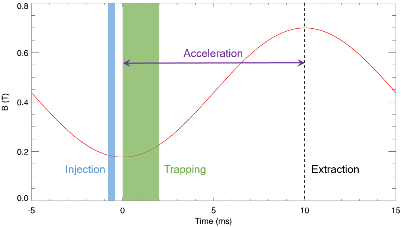 0.8
Acceleration
0.6
B (T)
0.4
0.2
Injection
Trapping
Extraction
0.0
-5 0 5 10 15
Time (ms)